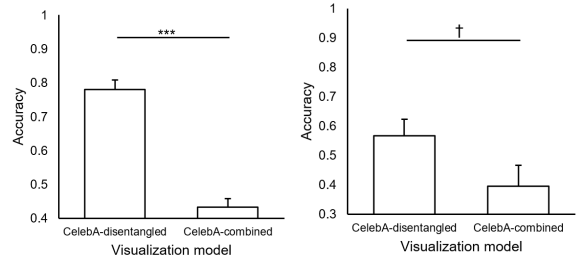 1
0.9
0.8
0.7
0.6
0.5
0.4
Accuracy
***
CelebA-disentangled CelebA-combined
Visualization model
1
0.9
0.8
0.7
0.6
0.5
0.4
0.3
Accuracy
†
CelebA-disentangled CelebA-combined
Visualization model